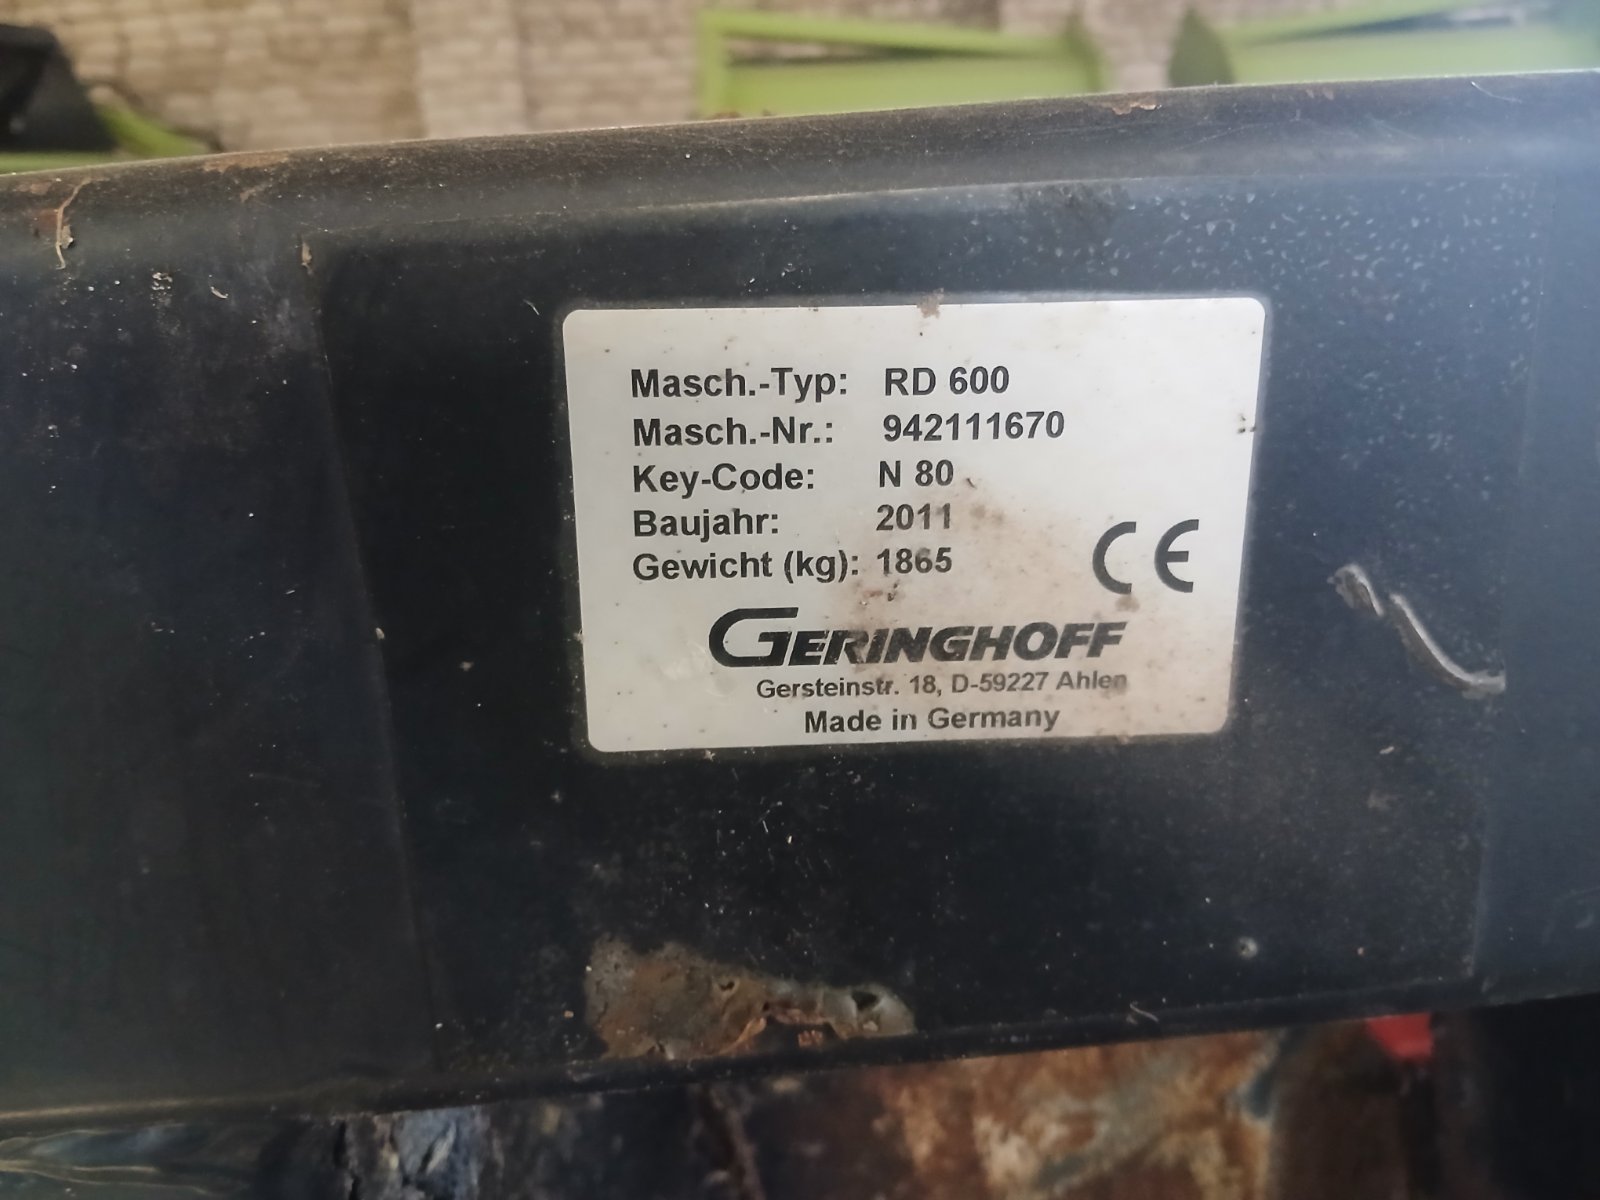 Masch.-Typ: RD 600
Masch.-Nr.: 942111670
Key-Code: N 80
Baujahr: 2011
Gewicht (kg): 1865
CE
GERINGHOFF
Gersteinstr. 18, D-59227 Ahlen
Made in Germany